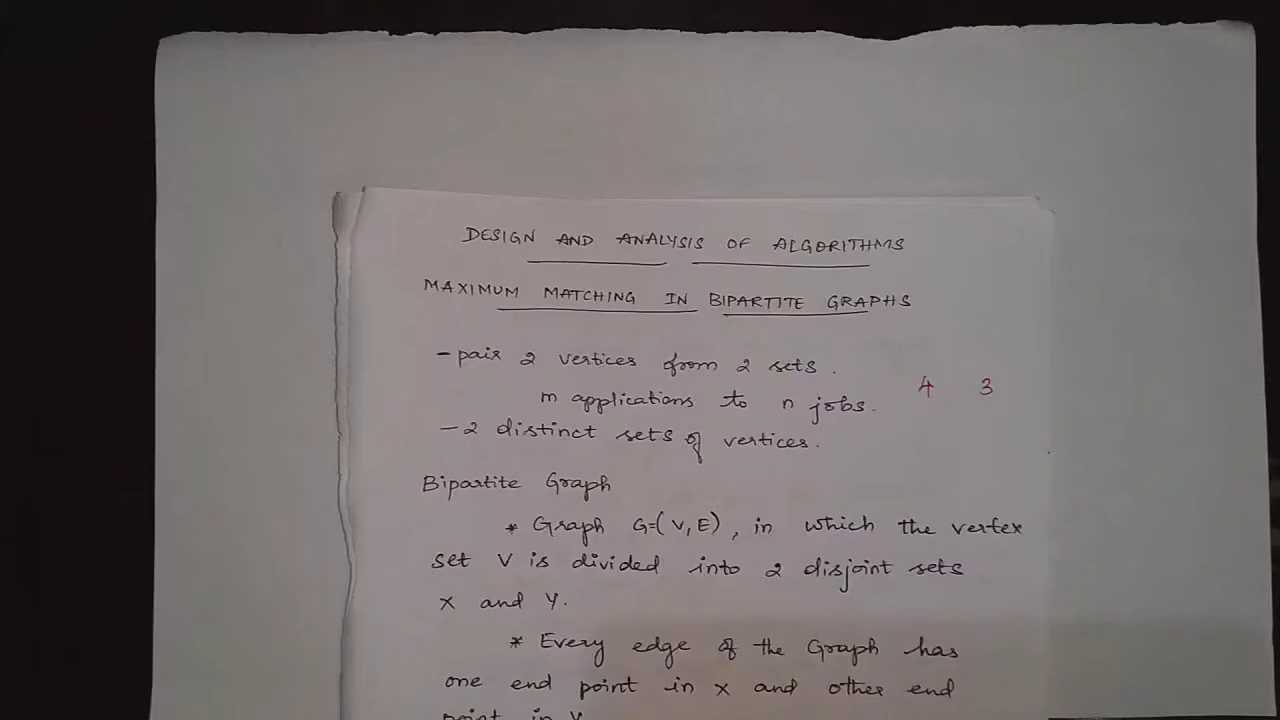 DESIGN AND ANALYSIS OF ALGORITHMS
MAXIMUM MATCHING IN BIPARTITE GRAPHS
- pair 2 vertices from 2 sets.
m applications to n jobs. 4 3
- 2 distinct sets of vertices.
Bipartite Graph
* Graph G=(V,E), in which the vertex
set V is divided into 2 disjoint sets
X and Y.
* Every edge of the Graph has
one end point in X and other end
point in Y